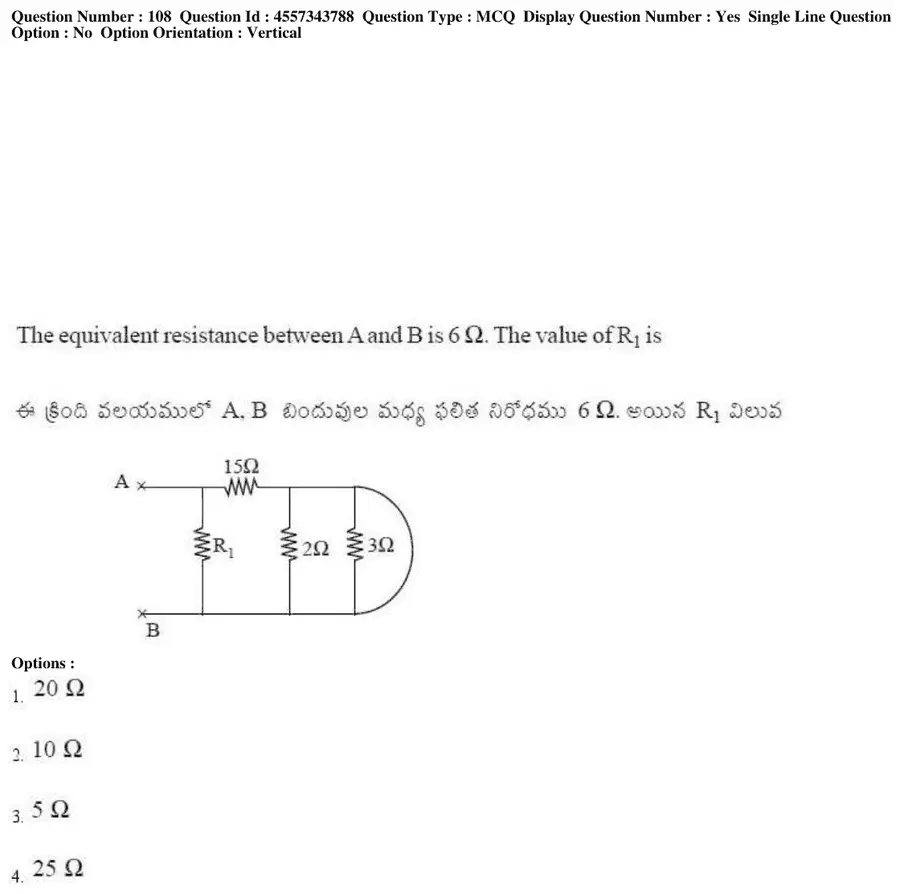 Question Number : 108 Question Id : 4557343788 Question Type : MCQ Display Question Number : Yes Single Line Question
Option : No Option Orientation : Vertical
The equivalent resistance between A and B is 6 Ω. The value of R₁ is
ఈ క్రింది వలయములో A, B బిందువుల మధ్య ఫలిత నిరోధము 6 Ω. అయిన R₁ విలువ
15Ω
A
R₁ 2Ω 3Ω
B
Options :
1. 20 Ω
2. 10 Ω
3. 5 Ω
4. 25 Ω